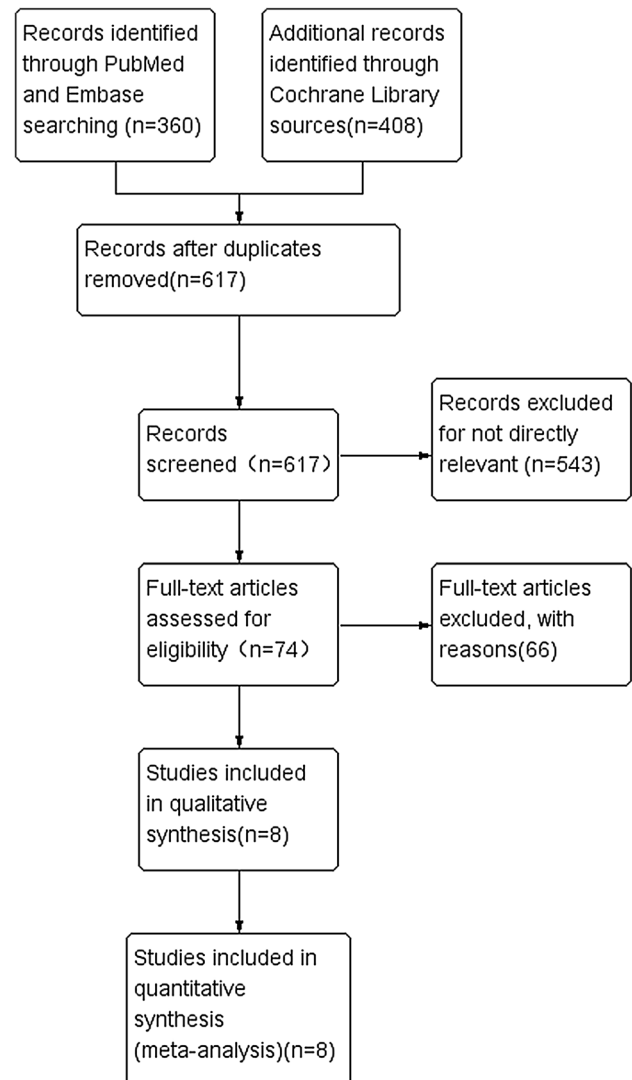 Records identified
through PubMed
and Embase
searching (n=360)
Additional records
identified through
Cochrane Library
sources(n=408)
Records after duplicates
removed(n=617)
Records
screened（n=617）
Records excluded
for not directly
relevant (n=543)
Full-text articles
assessed for
eligibility（n=74）
Full-text articles
excluded, with
reasons(66)
Studies included
in qualitative
synthesis(n=8)
Studies included in
quantitative
synthesis
(meta-analysis)(n=8)